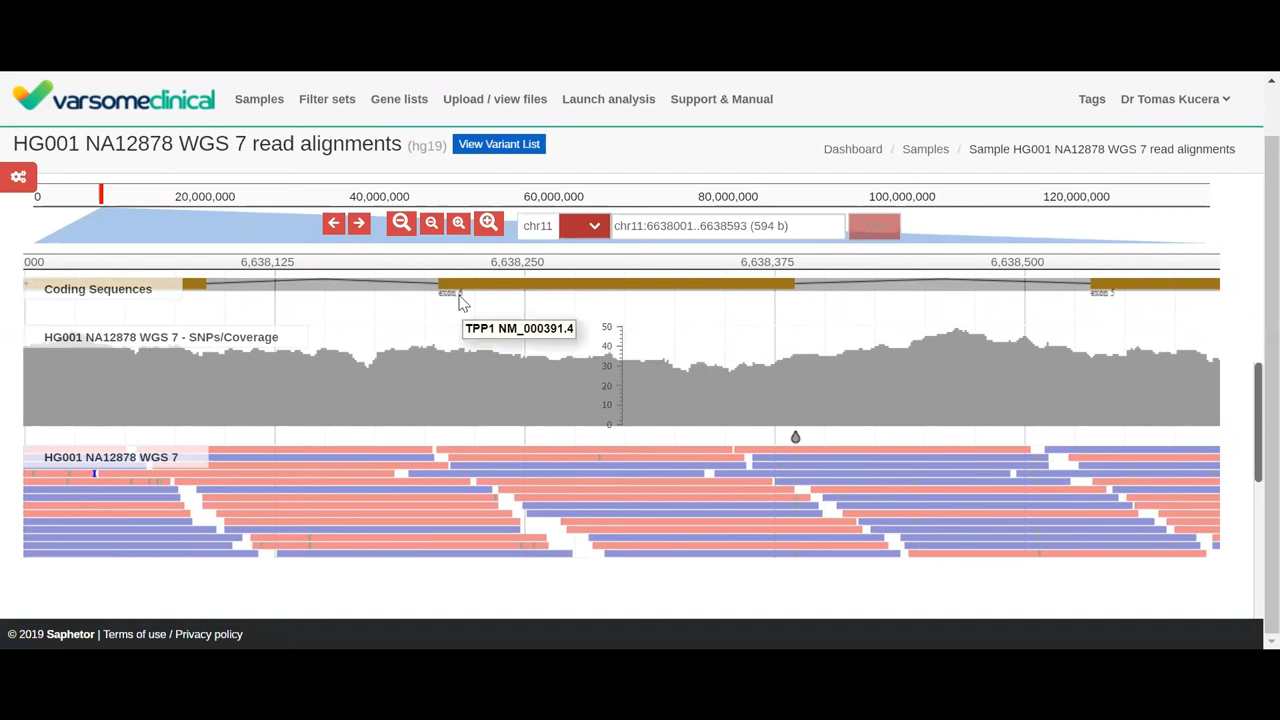 varsomeclinical
Samples Filter sets Gene lists Upload / view files Launch analysis Support & Manual Tags Dr Tomas Kucera
HG001 NA12878 WGS 7 read alignments (hg19) View Variant List
Dashboard / Samples / Sample HG001 NA12878 WGS 7 read alignments
0 20,000,000 40,000,000 60,000,000 80,000,000 100,000,000 120,000,000
chr11 chr11:6638001..6638593 (594 b)
000 6,638,125 6,638,250 6,638,375 6,638,500
Coding Sequences
exon 5
TPP1 NM_000391.4
HG001 NA12878 WGS 7 - SNPs/Coverage
50
40
30
20
10
0
HG001 NA12878 WGS 7
© 2019 Saphetor | Terms of use / Privacy policy